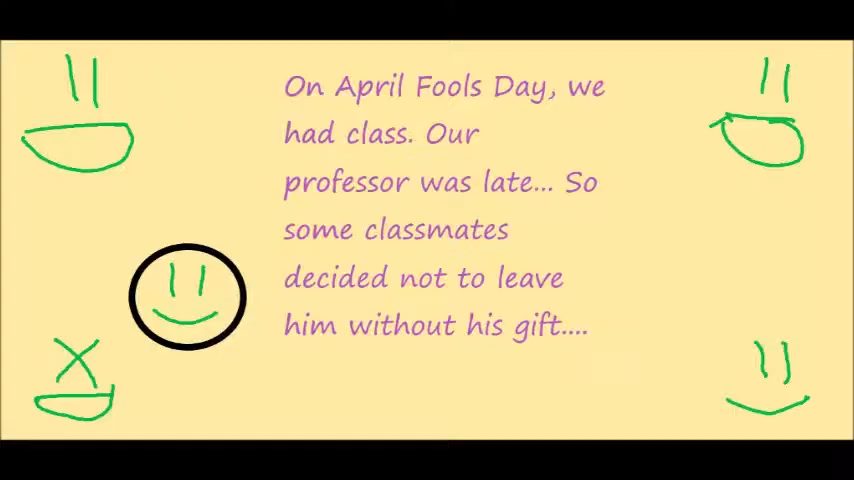 On April Fools Day, we
had class. Our
professor was late... So
some classmates
decided not to leave
him without his gift....